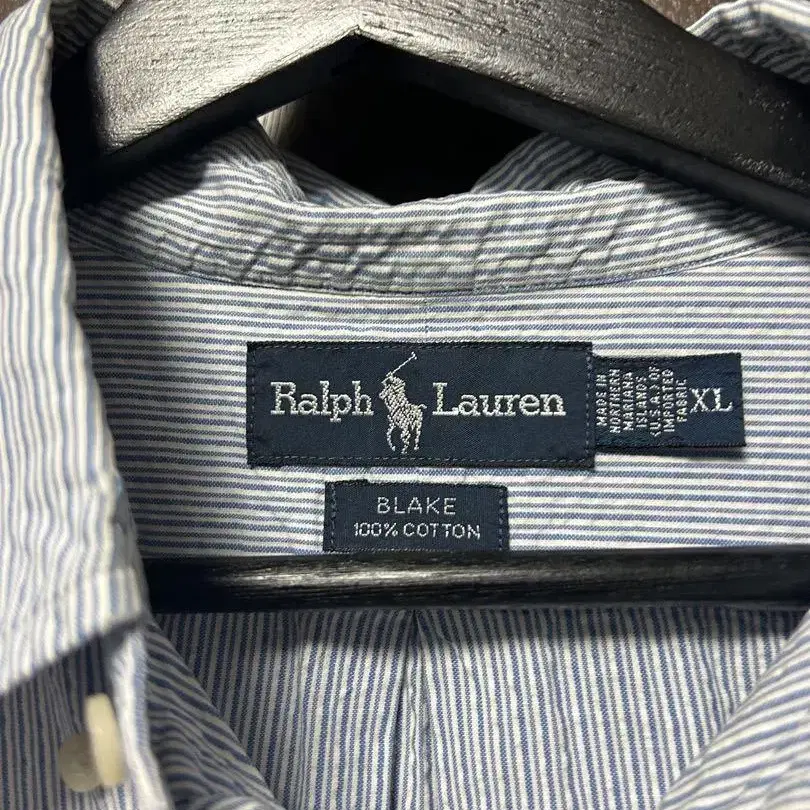 Ralph Lauren
MADE IN
NORTHERN
MARIANA
ISLANDS
(U.S.A.) OF
IMPORTED
FABRIC
XL
BLAKE
100% COTTON